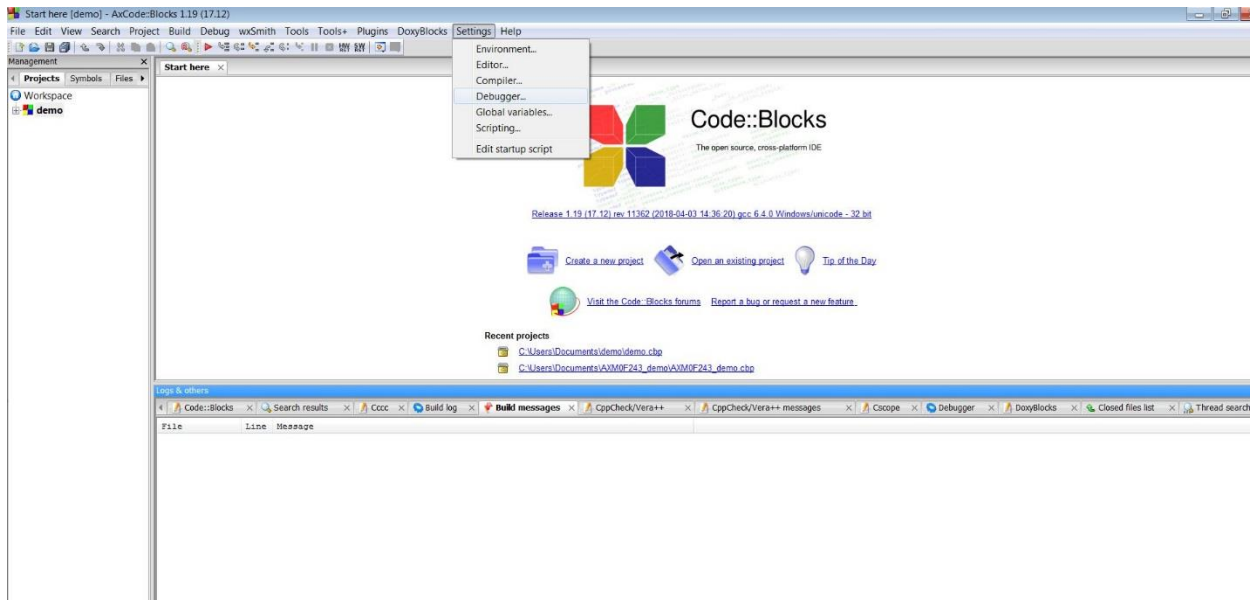 Start here [demo] - AxCode::Blocks 1.19 (17.12)
File Edit View Search Project Build Debug wxSmith Tools Tools+ Plugins DoxyBlocks Settings Help
Environment...
Editor...
Compiler...
Debugger...
Global variables...
Scripting...
Edit startup script
Management
Projects Symbols Files
Workspace
demo
Start here
Code::Blocks
The open source, cross-platform IDE
Release 1.19 (17.12) rev 11362 (2018-04-03 14:36:20) gcc 6.4.0 Windows/unicode - 32 bit
Create a new project Open an existing project Tip of the Day
Visit the Code::Blocks forums Report a bug or request a new feature
Recent projects
C:\Users\Documents\demo\demo.cbp
C:\Users\Documents\AXM0F243_demo\AXM0F243_demo.cbp
Logs & others
Code::Blocks Search results Cccc Build log Build messages CppCheck/Vera++ CppCheck/Vera++ messages Cscope Debugger DoxyBlocks Closed files list Thread search
File Line Message